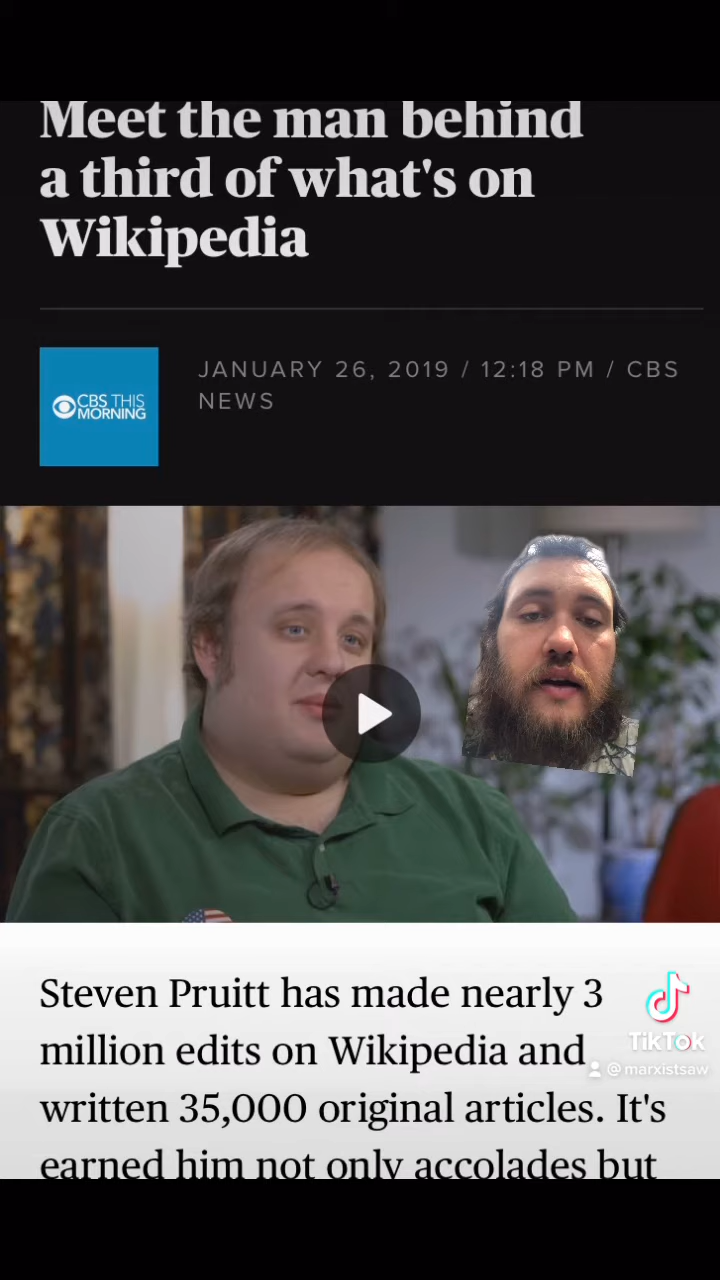 Meet the man behind
a third of what's on
Wikipedia
JANUARY 26, 2019 / 12:18 PM / CBS
NEWS
CBS THIS
MORNING
Steven Pruitt has made nearly 3
million edits on Wikipedia and
written 35,000 original articles. It's
earned him not only accolades but
TikTok
@marxistsaw